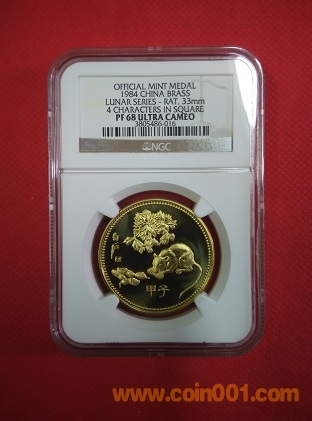 OFFICIAL MINT MEDAL
1984 CHINA BRASS
LUNAR SERIES - RAT, 33mm
4 CHARACTERS IN SQUARE
PF 68 ULTRA CAMEO
3805486-016
NGC
甲子
www.coin001.com